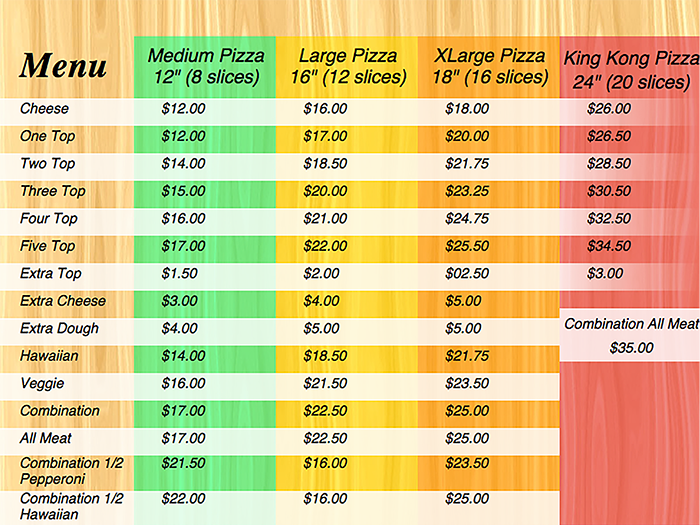 Menu
Medium Pizza Large Pizza XLarge Pizza King Kong Pizza
12" (8 slices) 16" (12 slices) 18" (16 slices) 24" (20 slices)
Cheese $12.00 $16.00 $18.00 $26.00
One Top $12.00 $17.00 $20.00 $26.50
Two Top $14.00 $18.50 $21.75 $28.50
Three Top $15.00 $20.00 $23.25 $30.50
Four Top $16.00 $21.00 $24.75 $32.50
Five Top $17.00 $22.00 $25.50 $34.50
Extra Top $1.50 $2.00 $02.50 $3.00
Extra Cheese $3.00 $4.00 $5.00
Extra Dough $4.00 $5.00 $5.00
Combination All Meat
$35.00
Hawaiian $14.00 $18.50 $21.75
Veggie $16.00 $21.50 $23.50
Combination $17.00 $22.50 $25.00
All Meat $17.00 $22.50 $25.00
Combination 1/2 $21.50 $16.00 $23.50
Pepperoni
Combination 1/2 $22.00 $16.00 $25.00
Hawaiian